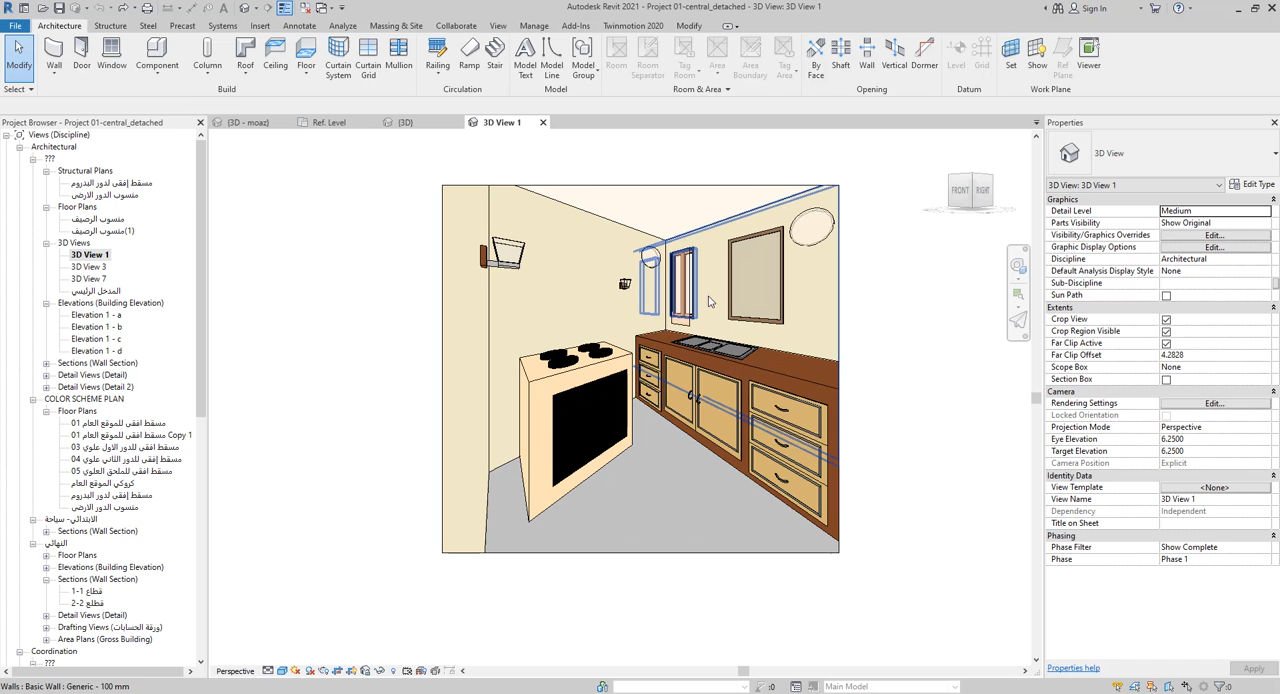 Autodesk Revit 2021 - 01-central_detached - 3D View: 3D View 1
Sign In
File Architecture Structure Steel Precast Systems Insert Annotate Analyze Massing & Site Collaborate View Manage Add-Ins Twinmotion 2020 Modify
Modify Wall Door Window Component Column Roof Ceiling Floor Curtain System Curtain Grid Mullion Railing Ramp Stair Model Text Model Line Model Group Room Room Separator Tag Room Area Area Boundary Tag Area By Face Shaft Wall Vertical Dormer Level Grid Set Show Ref Plane Viewer
Select Build Circulation Model Room & Area Opening Datum Work Plane
Project Browser - Project 01-central_detached
{3D - moaz} Ref. Level {3D} 3D View 1
Views (Discipline)
Architectural
???
Structural Plans
مسقط إفقى لدور البدروم
منسوب الدور الارضى
Floor Plans
منسوب الرصيف
منسوب الرصيف(1)
3D Views
3D View 1
3D View 3
3D View 7
المدخل الرئيسي
Elevations (Building Elevation)
Elevation 1 - a
Elevation 1 - b
Elevation 1 - c
Elevation 1 - d
Sections (Wall Section)
Detail Views (Detail)
Detail Views (Detail 2)
COLOR SCHEME PLAN
Floor Plans
01 مسقط افقى للموقع العام
01 مسقط افقى للموقع العام Copy 1
03 مسقط افقى للدور الاول علوي
04 مسقط إفقى للدور الثاني علوي
05 مسقط افقى للملحق العلوي
كروكي الموقع العام
مسقط إفقى لدور البدروم
منسوب الدور الارضى
الابتدائي- سياحة
Sections (Wall Section)
النهائي
Floor Plans
Elevations (Building Elevation)
Sections (Wall Section)
قطاع 1-1
قطاع 2-2
Detail Views (Detail)
Drafting Views (ورقة الحسابات)
Area Plans (Gross Building)
Coordination
???
FRONT RIGHT
Properties
3D View
3D View: 3D View 1 Edit Type
Graphics
Detail Level Medium
Parts Visibility Show Original
Visibility/Graphics Overrides Edit...
Graphic Display Options Edit...
Discipline Architectural
Default Analysis Display Style None
Sub-Discipline
Sun Path
Extents
Crop View
Crop Region Visible
Far Clip Active
Far Clip Offset 4.2828
Scope Box None
Section Box
Camera
Rendering Settings Edit...
Locked Orientation
Projection Mode Perspective
Eye Elevation 6.2500
Target Elevation 6.2500
Camera Position Explicit
Identity Data
View Template <None>
View Name 3D View 1
Dependency Independent
Title on Sheet
Phasing
Phase Filter Show Complete
Phase Phase 1
Properties help Apply
Perspective
Walls : Basic Wall : Generic - 100 mm :0 Main Model :0